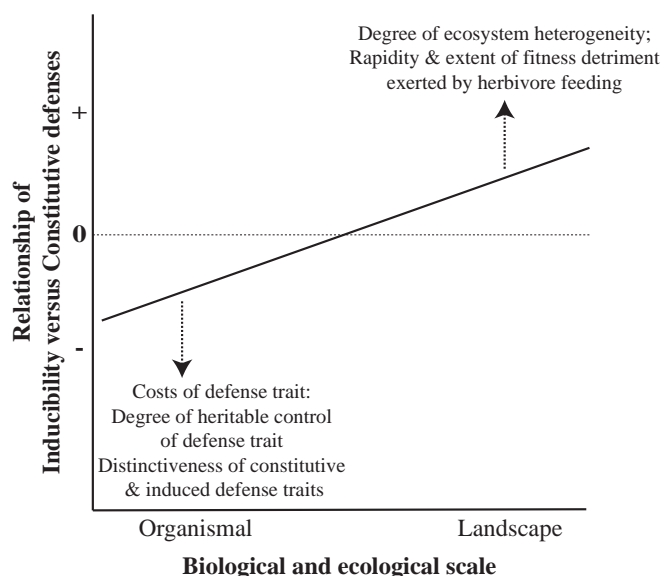 Degree of ecosystem heterogeneity;
Rapidity & extent of fitness detriment
exerted by herbivore feeding
+
0
-
Relationship of
Inducibility versus Constitutive defenses
Costs of defense trait:
Degree of heritable control
of defense trait
Distinctiveness of constitutive
& induced defense traits
Organismal
Landscape
Biological and ecological scale